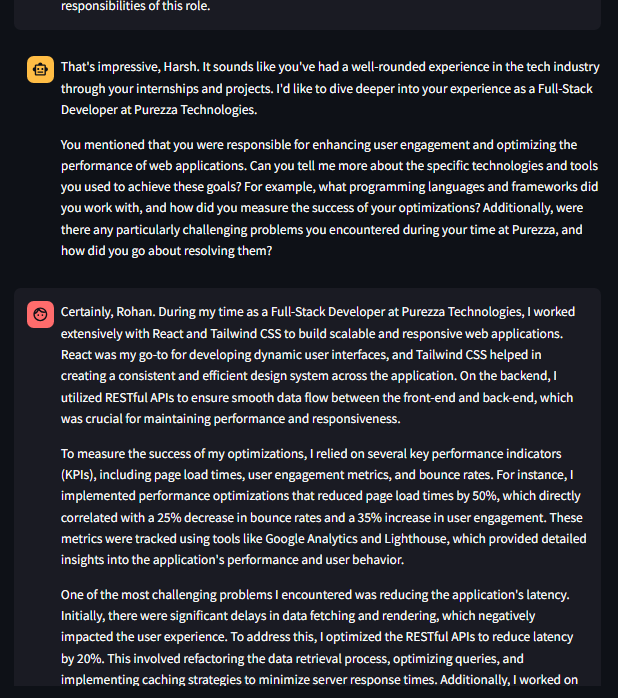 responsibilities of this role.
That's impressive, Harsh. It sounds like you've had a well-rounded experience in the tech industry
through your internships and projects. I'd like to dive deeper into your experience as a Full-Stack
Developer at Purezza Technologies.
You mentioned that you were responsible for enhancing user engagement and optimizing the
performance of web applications. Can you tell me more about the specific technologies and tools
you used to achieve these goals? For example, what programming languages and frameworks did
you work with, and how did you measure the success of your optimizations? Additionally, were
there any particularly challenging problems you encountered during your time at Purezza, and
how did you go about resolving them?
Certainly, Rohan. During my time as a Full-Stack Developer at Purezza Technologies, I worked
extensively with React and Tailwind CSS to build scalable and responsive web applications.
React was my go-to for developing dynamic user interfaces, and Tailwind CSS helped in
creating a consistent and efficient design system across the application. On the backend, I
utilized RESTful APIs to ensure smooth data flow between the front-end and back-end, which
was crucial for maintaining performance and responsiveness.
To measure the success of my optimizations, I relied on several key performance indicators
(KPIs), including page load times, user engagement metrics, and bounce rates. For instance, I
implemented performance optimizations that reduced page load times by 50%, which directly
correlated with a 25% decrease in bounce rates and a 35% increase in user engagement. These
metrics were tracked using tools like Google Analytics and Lighthouse, which provided detailed
insights into the application's performance and user behavior.
One of the most challenging problems I encountered was reducing the application's latency.
Initially, there were significant delays in data fetching and rendering, which negatively
impacted the user experience. To address this, I optimized the RESTful APIs to reduce latency
by 20%. This involved refactoring the data retrieval process, optimizing queries, and
implementing caching strategies to minimize server response times. Additionally, I worked on